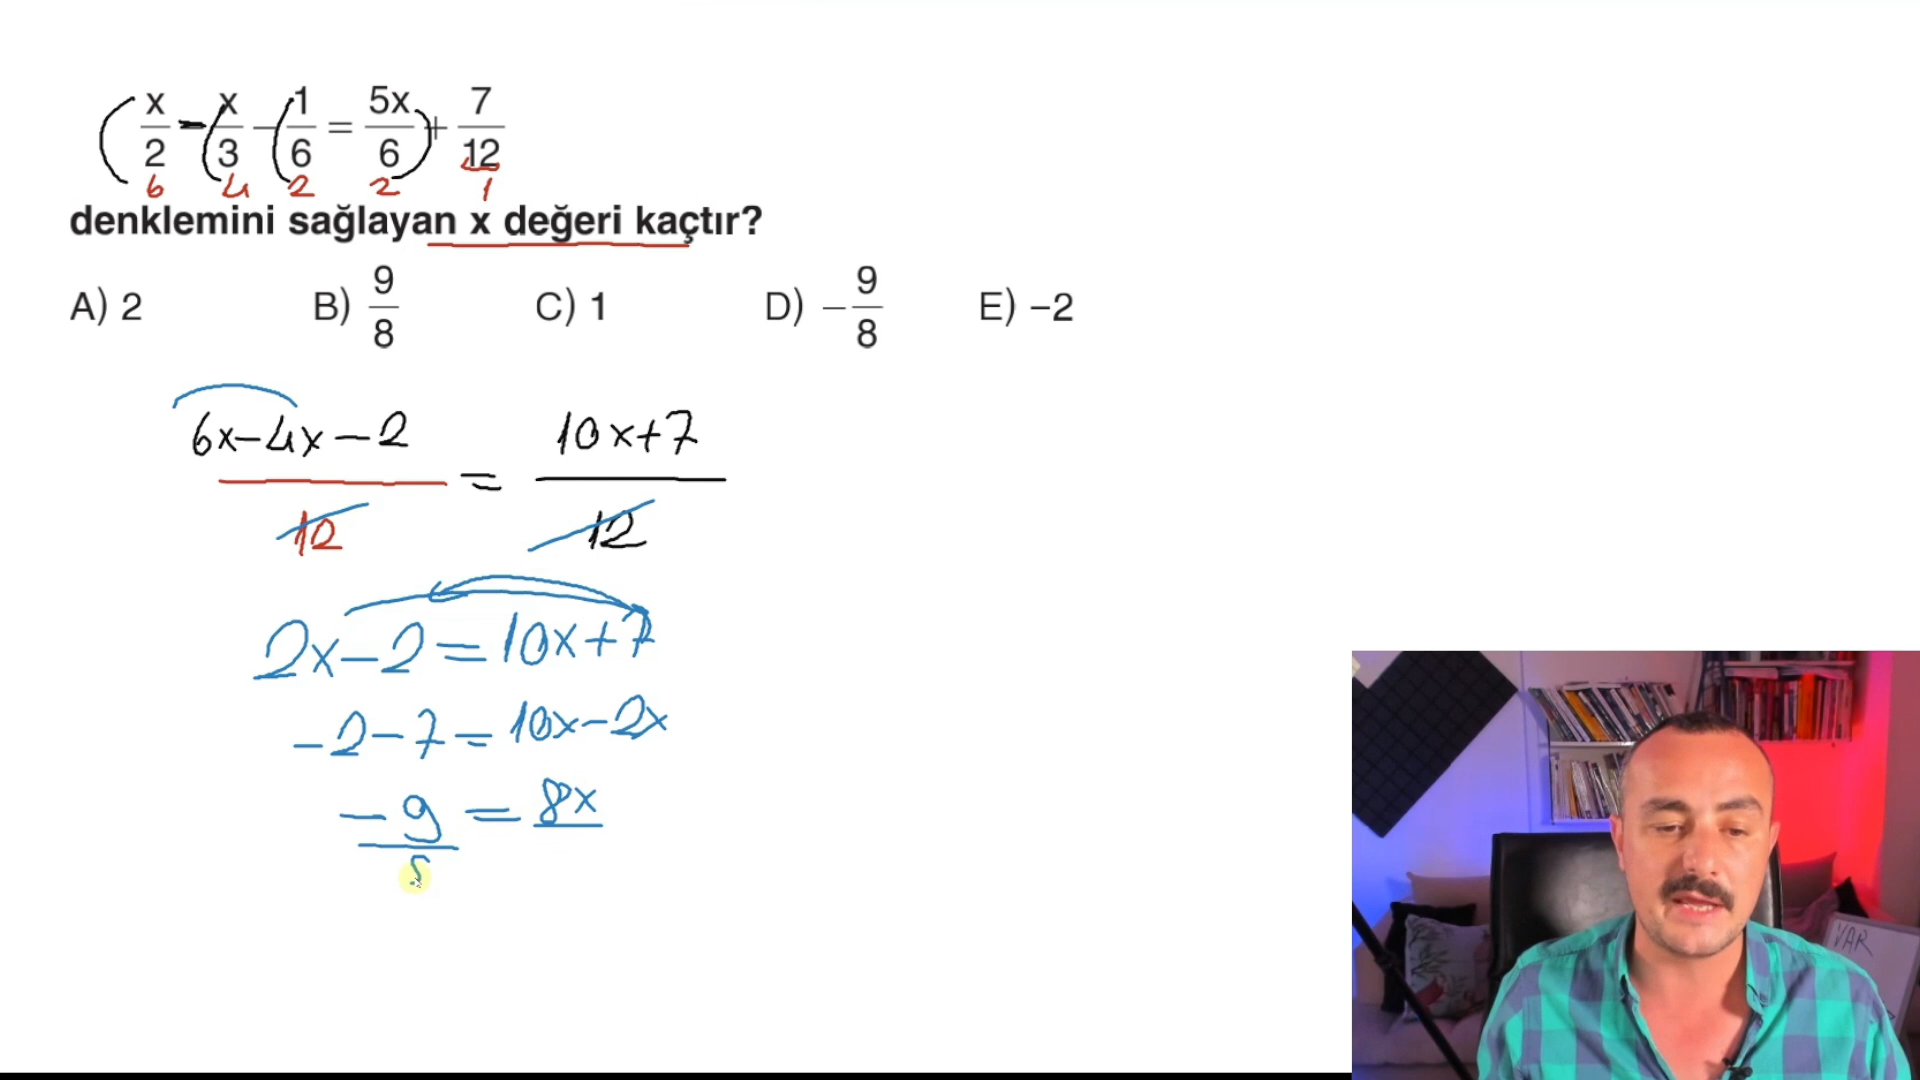 x/2 - x/3 - 1/6 = 5x/6 + 7/12
6 4 2 2 1
denklemini sağlayan x değeri kaçtır?
A) 2 B) 9/8 C) 1 D) -9/8 E) -2
6x-4x-2 / 12 = 10x+7 / 12
2x-2=10x+7
-2-7=10x-2x
-9 = 8x
VAR